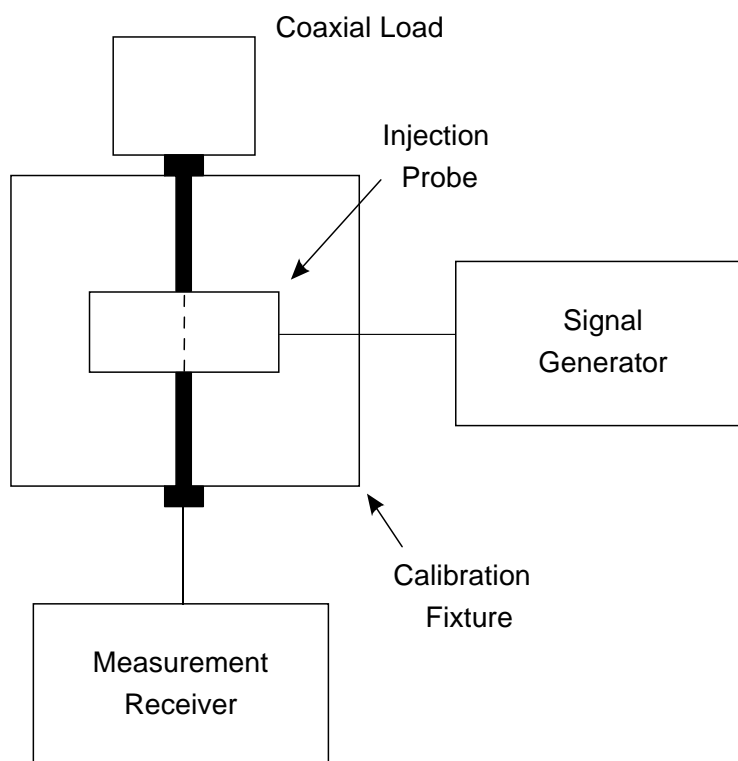 Coaxial Load
Injection
Probe
Signal
Generator
Calibration
Fixture
Measurement
Receiver